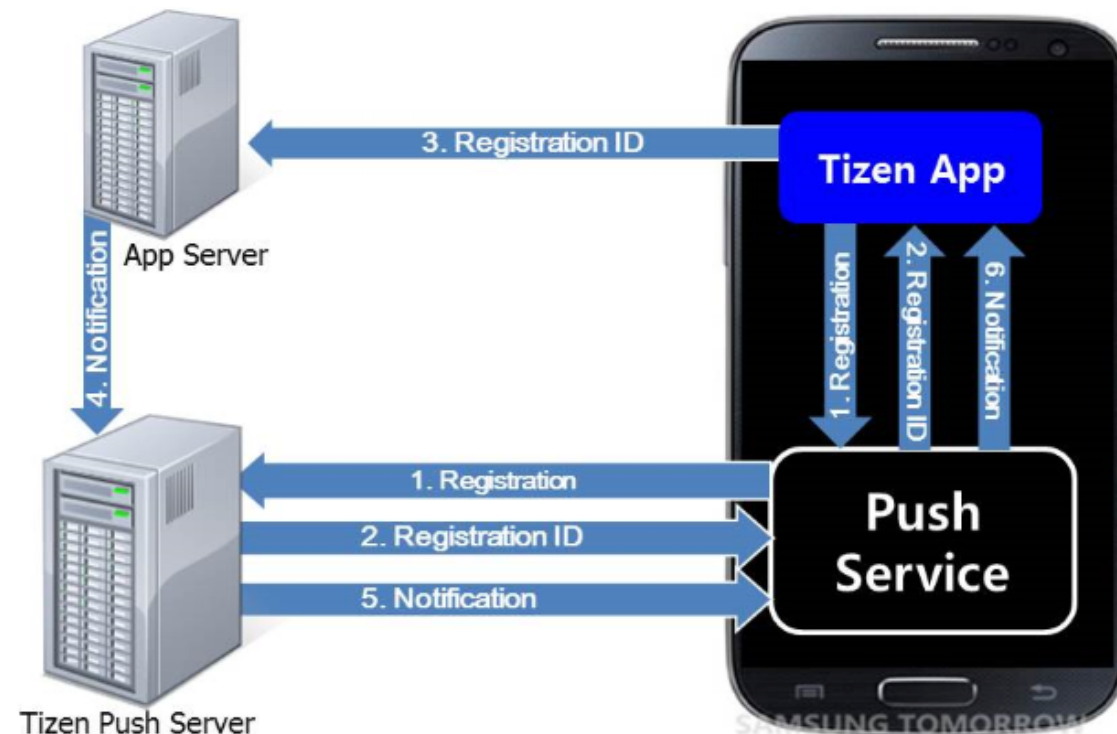 3. Registration ID
Tizen App
App Server
4. Notification
1. Registration
2. Registration ID
6. Notification
1. Registration
2. Registration ID
5. Notification
Push
Service
Tizen Push Server
SAMSUNG TOMORROW